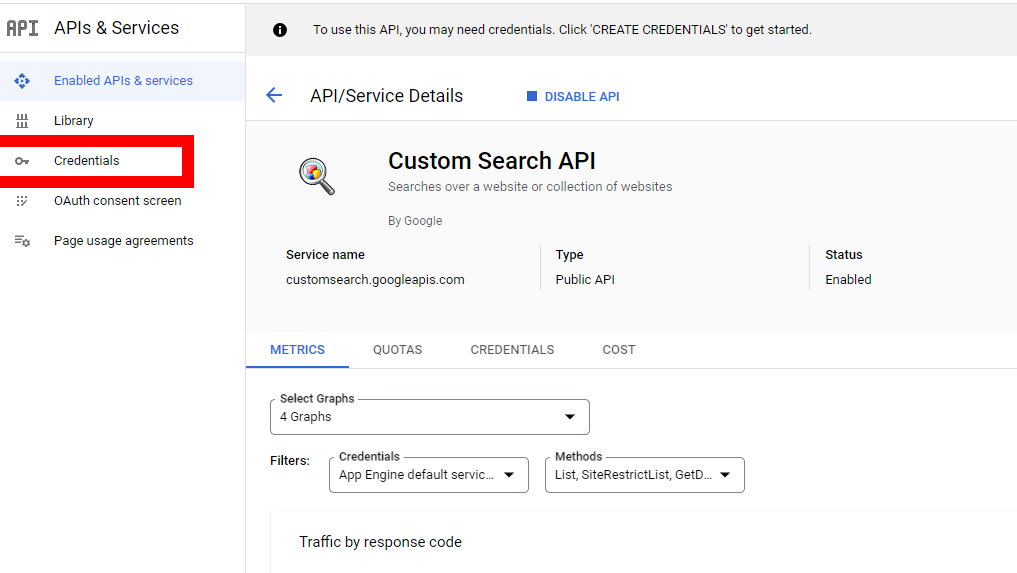 API APIs & Services
To use this API, you may need credentials. Click 'CREATE CREDENTIALS' to get started.
Enabled APIs & services
Library
Credentials
OAuth consent screen
Page usage agreements
API/Service Details
DISABLE API
Custom Search API
Searches over a website or collection of websites
By Google
Service name
customsearch.googleapis.com
Type
Public API
Status
Enabled
METRICS QUOTAS CREDENTIALS COST
Select Graphs
4 Graphs
Filters:
Credentials
App Engine default servic...
Methods
List, SiteRestrictList, GetD...
Traffic by response code